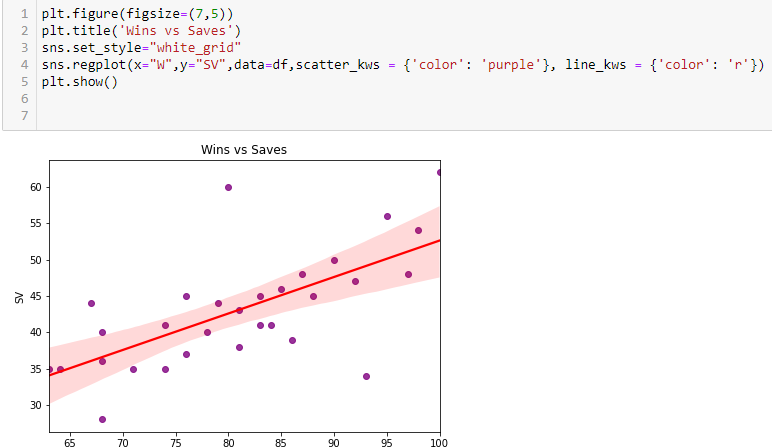 1 plt.figure(figsize=(7,5))
2 plt.title('Wins vs Saves')
3 sns.set_style="white_grid"
4 sns.regplot(x="W",y="SV",data=df,scatter_kws = {'color': 'purple'}, line_kws = {'color': 'r'})
5 plt.show()
6
7
Wins vs Saves
60
55
50
SV
45
40
35
30
65 70 75 80 85 90 95 100